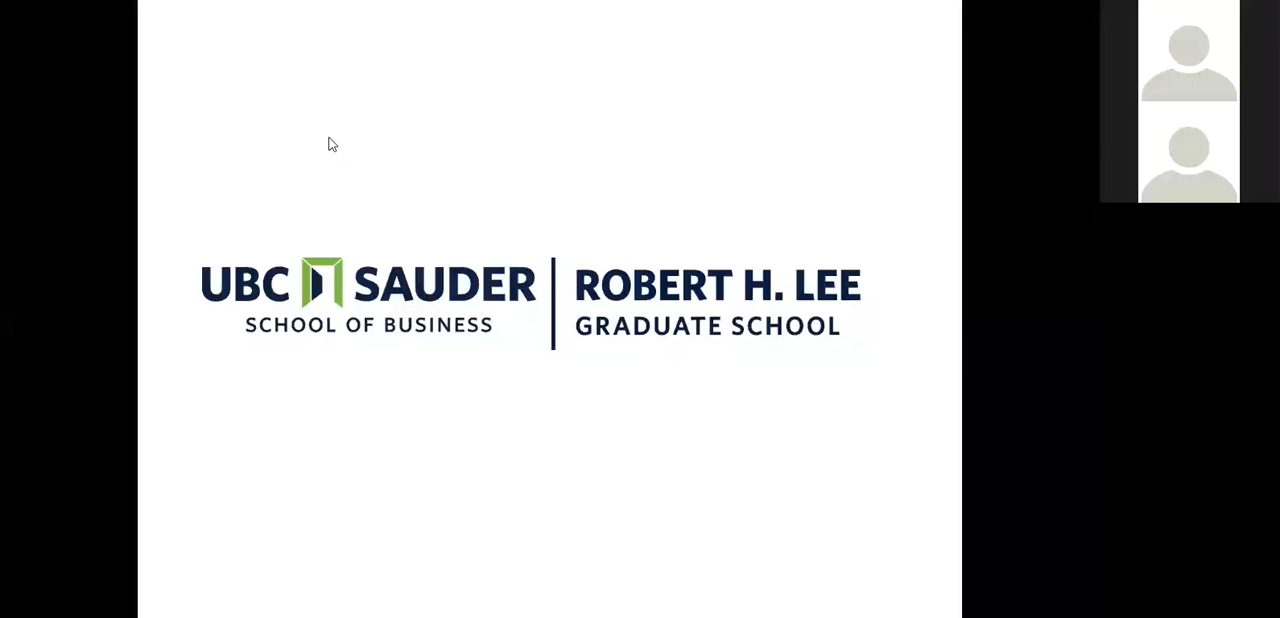 UBC SAUDER
SCHOOL OF BUSINESS
ROBERT H. LEE
GRADUATE SCHOOL